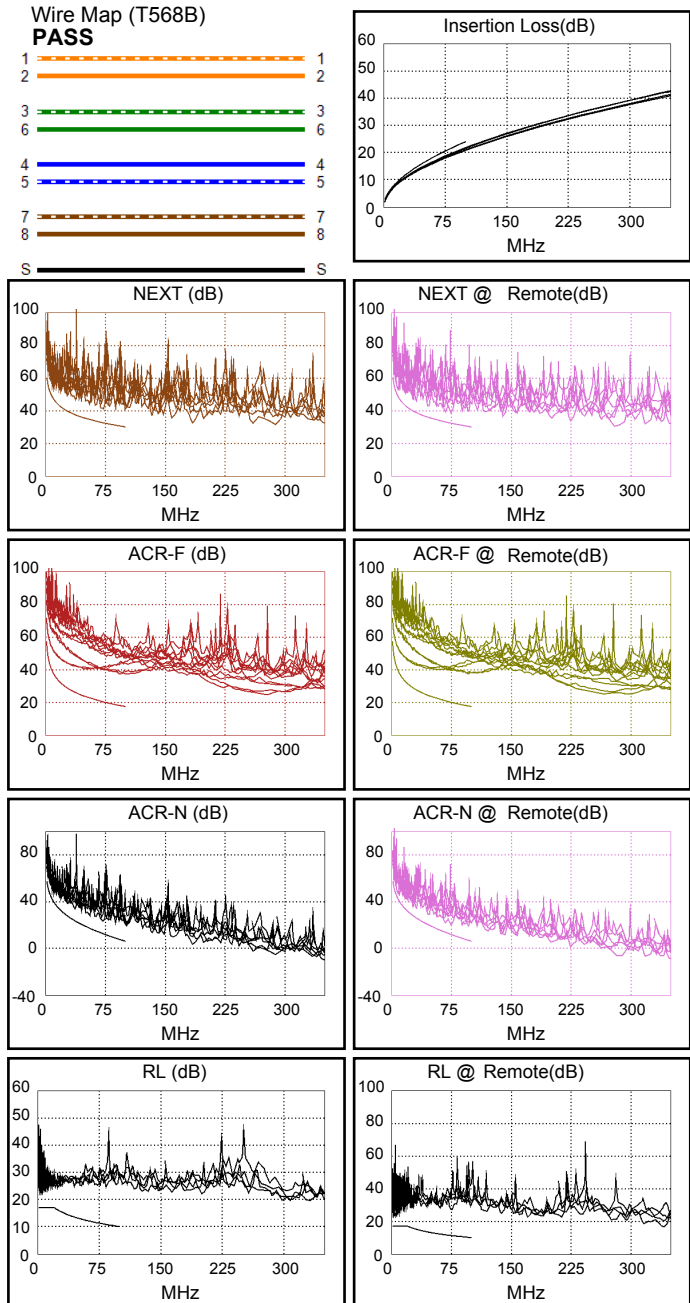 Wire Map (T568B)
PASS
1 1
2 2
3 3
6 6
4 4
5 5
7 7
8 8
S S
Insertion Loss(dB)
60
50
40
30
20
10
0
0 75 150 225 300
MHz
NEXT (dB)
100
80
60
40
20
0
0 75 150 225 300
MHz
NEXT @ Remote(dB)
100
80
60
40
20
0
0 75 150 225 300
MHz
ACR-F (dB)
100
80
60
40
20
0
0 75 150 225 300
MHz
ACR-F @ Remote(dB)
100
80
60
40
20
0
0 75 150 225 300
MHz
ACR-N (dB)
80
40
0
-40
0 75 150 225 300
MHz
ACR-N @ Remote(dB)
80
40
0
-40
0 75 150 225 300
MHz
RL (dB)
60
50
40
30
20
10
0
0 75 150 225 300
MHz
RL @ Remote(dB)
100
80
60
40
20
0
0 75 150 225 300
MHz